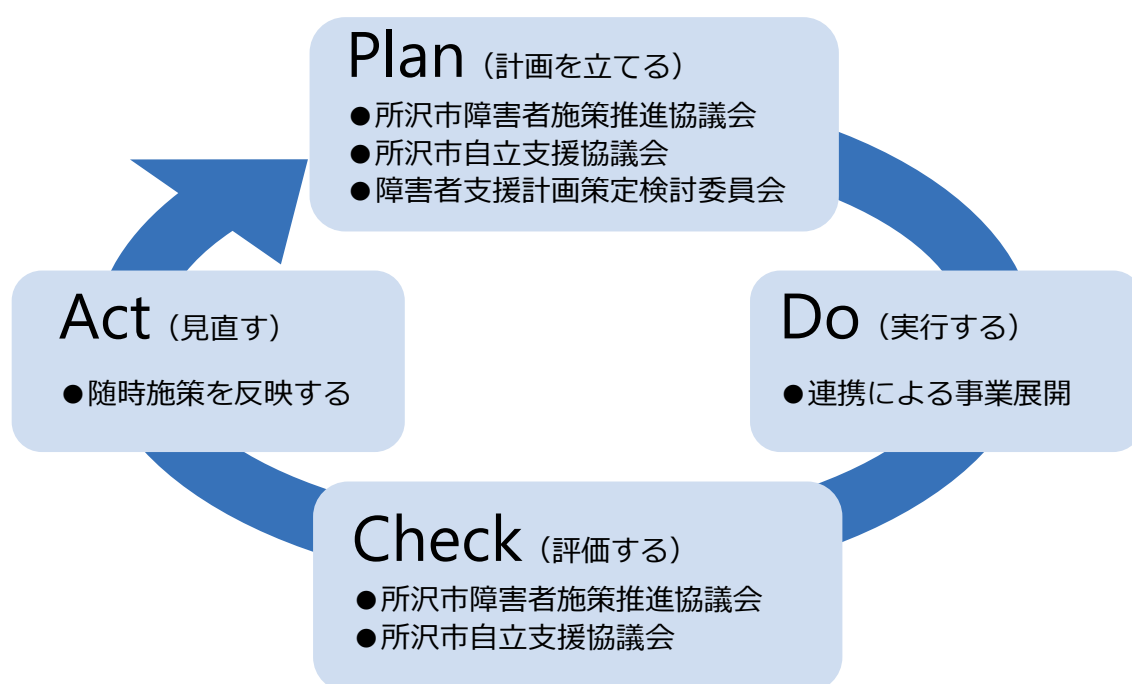 Plan（計画を立てる）
●所沢市障害者施策推進協議会
●所沢市自立支援協議会
●障害者支援計画策定検討委員会
Act（見直す）
●随時施策を反映する
Do（実行する）
●連携による事業展開
Check（評価する）
●所沢市障害者施策推進協議会
●所沢市自立支援協議会